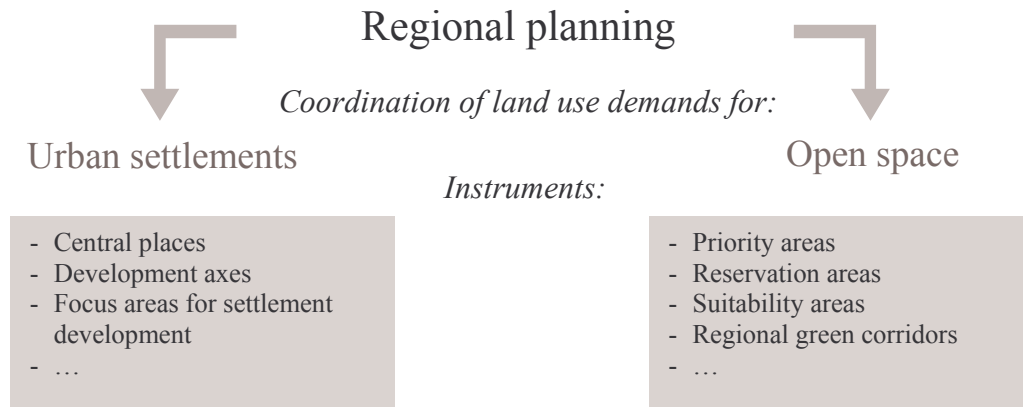 Regional planning
Coordination of land use demands for:
Urban settlements
Open space
Instruments:
- Central places
- Development axes
- Focus areas for settlement
development
- …
- Priority areas
- Reservation areas
- Suitability areas
- Regional green corridors
- …